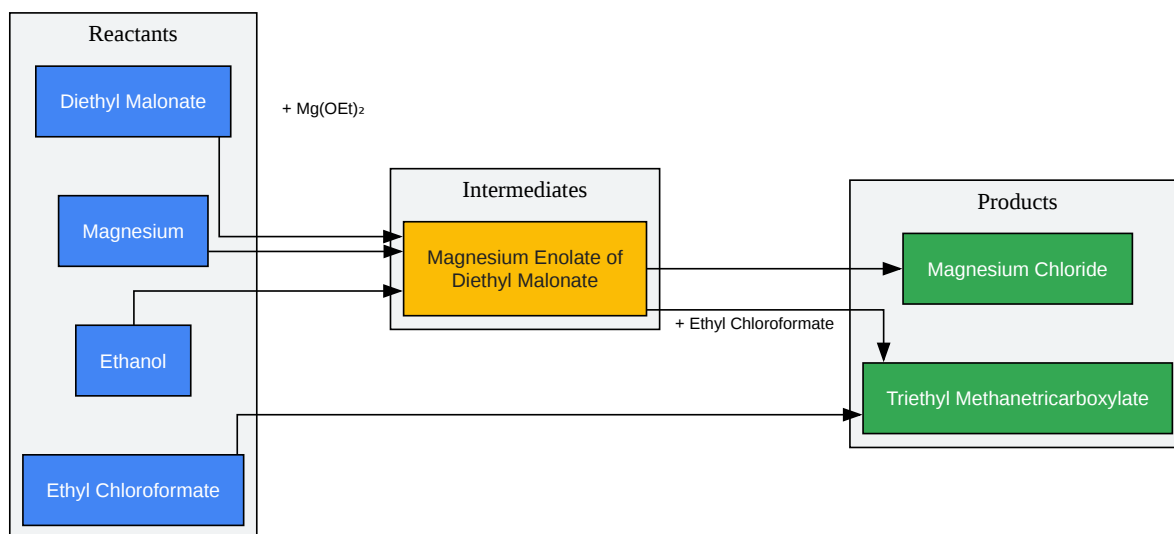 Reactants
Diethyl Malonate
+ Mg(OEt)₂
Magnesium
Ethanol
Ethyl Chloroformate
Intermediates
Magnesium Enolate of
Diethyl Malonate
+ Ethyl Chloroformate
Products
Magnesium Chloride
Triethyl Methanetricarboxylate